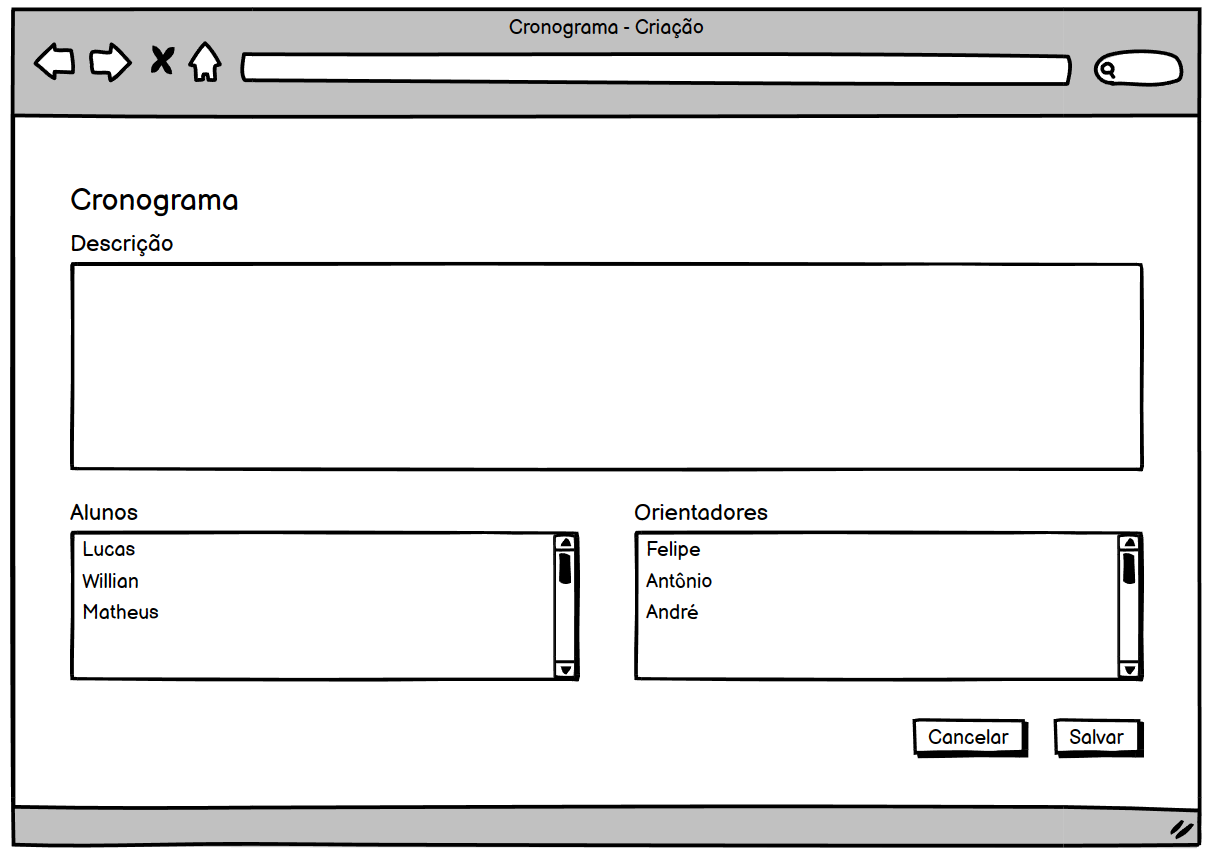 Cronograma - Criação
Cronograma
Descrição
Alunos
Lucas
Willian
Matheus
Orientadores
Felipe
Antônio
André
Cancelar
Salvar